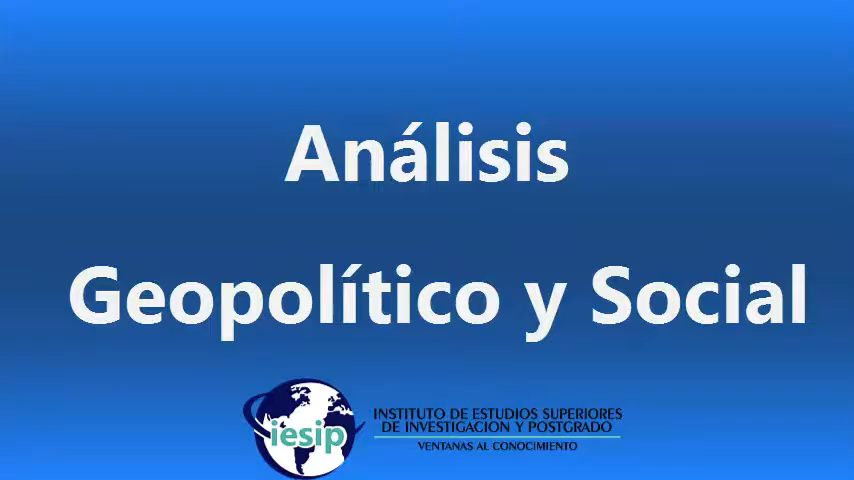 Análisis
Geopolítico y Social
iesip
INSTITUTO DE ESTUDIOS SUPERIORES
DE INVESTIGACION Y POSTGRADO
VENTANAS AL CONOCIMIENTO